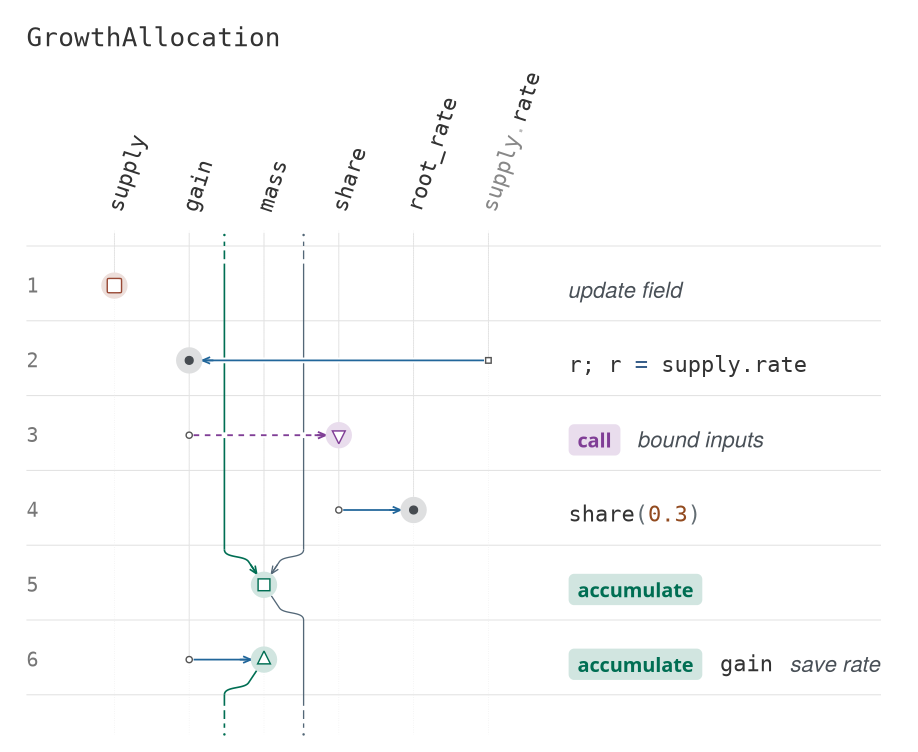 GrowthAllocation
supply
gain
mass
share
root_rate
supply.rate
1 update field
2 r; r = supply.rate
3 call bound inputs
4 share(0.3)
5 accumulate
6 accumulate gain save rate